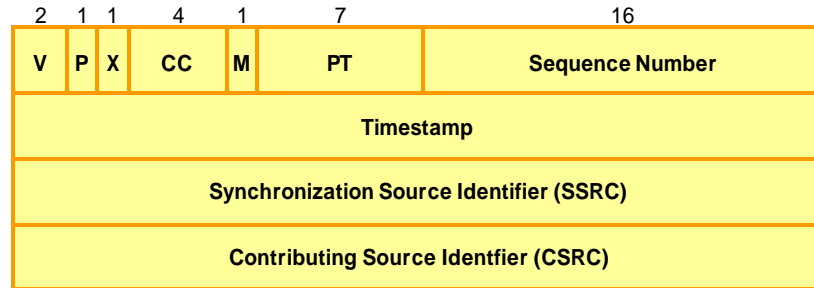 2 1 1 4 1 7 16
V P X CC M PT Sequence Number
Timestamp
Synchronization Source Identifier (SSRC)
Contributing Source Identfier (CSRC)